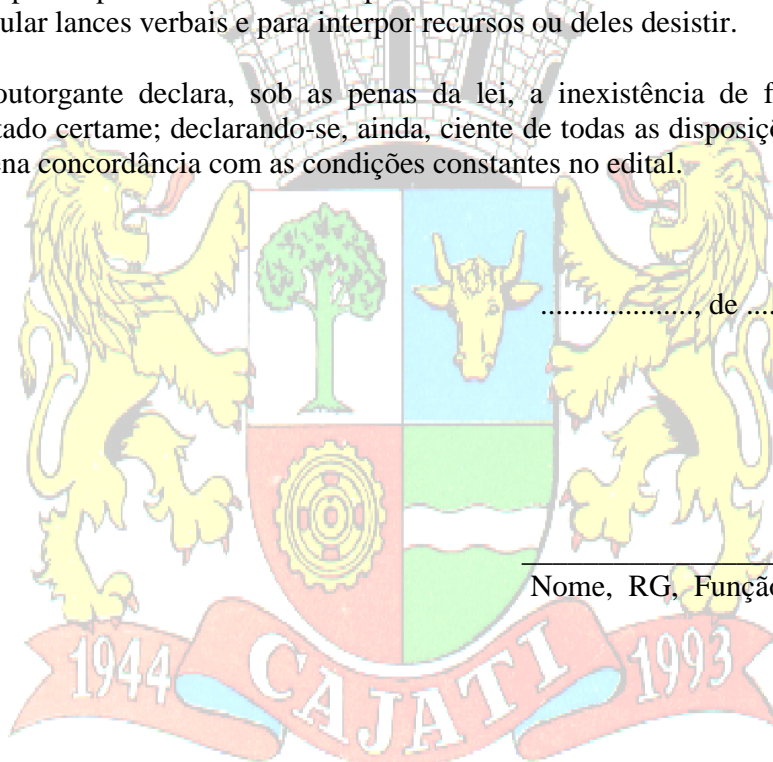 ular lances verbais e para interpor recursos ou deles desistir.
outorgante declara, sob as penas da lei, a inexistência de f
tado certame; declarando-se, ainda, ciente de todas as disposiçõ
ena concordância com as condições constantes no edital.
..................., de ....
Nome, RG, Função
1944 CAJATI 1993